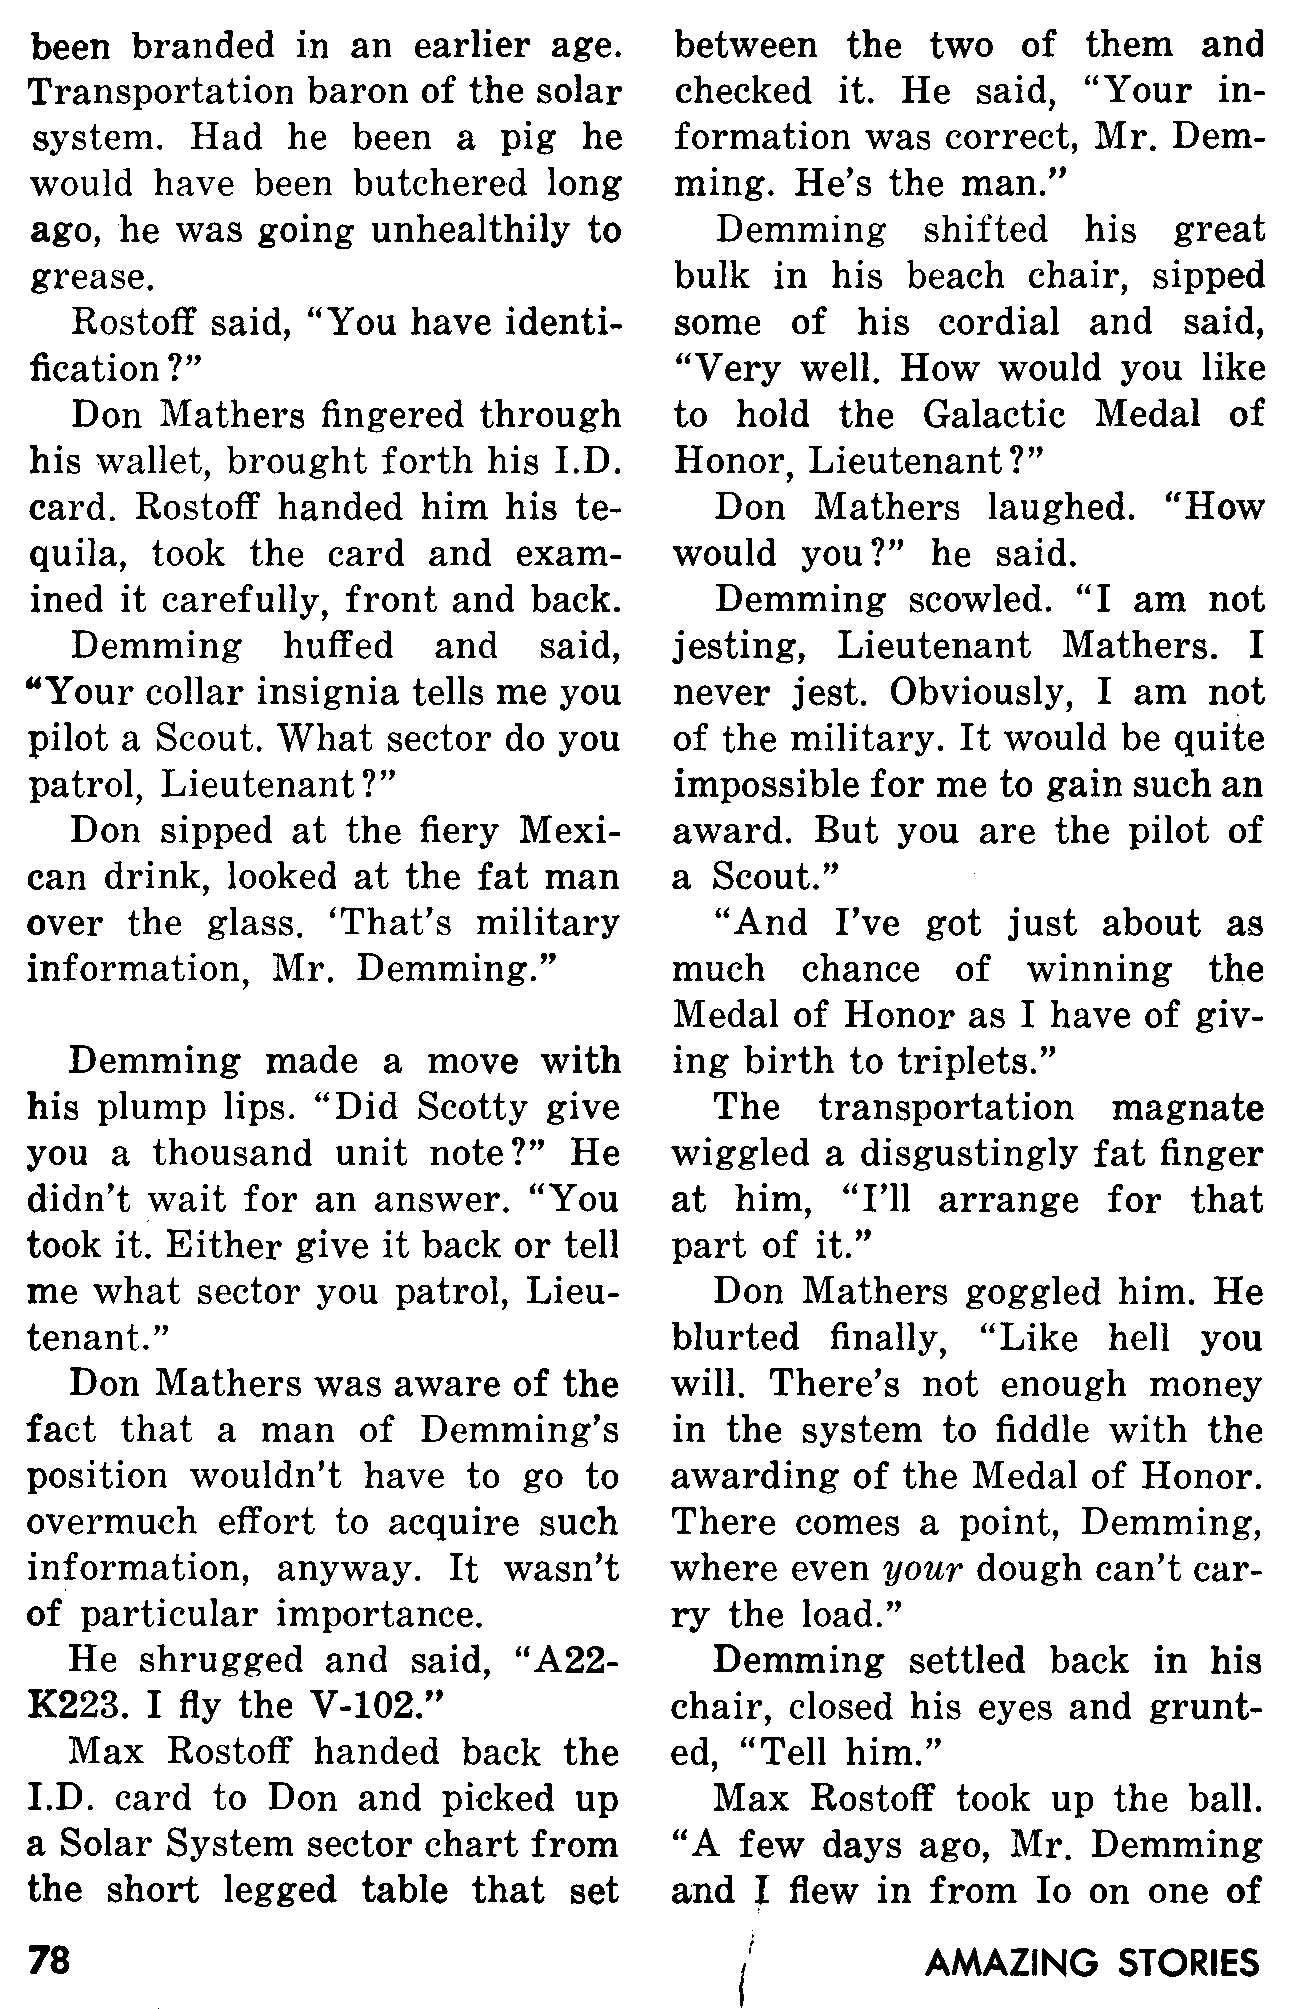 been branded in an earlier age.
Transportation baron of the solar
system. Had he been a pig he
would have been butchered long
ago, he was going unhealthily to
grease.
Rostoff said, “You have identi-
fication?”
Don Mathers fingered through
his wallet, brought forth his I.D.
card. Rostoff handed him his te-
quila, took the card and exam-
ined it carefully, front and back.
Demming huffed and said,
“Your collar insignia tells me you
pilot a Scout. What sector do you
patrol, Lieutenant?”
Don sipped at the fiery Mexi-
can drink, looked at the fat man
over the glass. ‘That’s military
information, Mr. Demming.”
Demming made a move with
his plump lips. “Did Scotty give
you a thousand unit note?” He
didn’t wait for an answer. “You
took it. Either give it back or tell
me what sector you patrol, Lieu-
tenant.”
Don Mathers was aware of the
fact that a man of Demming’s
position wouldn’t have to go to
overmuch effort to acquire such
information, anyway. It wasn’t
of particular importance.
He shrugged and said, “A22-
K223. I fly the V-102.”
Max Rostoff handed back the
I.D. card to Don and picked up
a Solar System sector chart from
the short legged table that set
between the two of them and
checked it. He said, “Your in-
formation was correct, Mr. Dem-
ming. He’s the man.”
Demming shifted his great
bulk in his beach chair, sipped
some of his cordial and said,
“Very well. How would you like
to hold the Galactic Medal of
Honor, Lieutenant?”
Don Mathers laughed. “How
would you?” he said.
Demming scowled. “I am not
jesting, Lieutenant Mathers. I
never jest. Obviously, I am not
of the military. It would be quite
impossible for me to gain such an
award. But you are the pilot of
a Scout.”
“And I’ve got just about as
much chance of winning the
Medal of Honor as I have of giv-
ing birth to triplets.”
The transportation magnate
wiggled a disgustingly fat finger
at him, “I’ll arrange for that
part of it.”
Don Mathers goggled him. He
blurted finally, “Like hell you
will. There’s not enough money
in the system to fiddle with the
awarding of the Medal of Honor.
There comes a point, Demming,
where even your dough can’t car-
ry the load.”
Demming settled back in his
chair, closed his eyes and grunt-
ed, “Tell him.”
Max Rostoff took up the ball.
“A few days ago, Mr. Demming
and I flew in from Io on one of
78
AMAZING STORIES